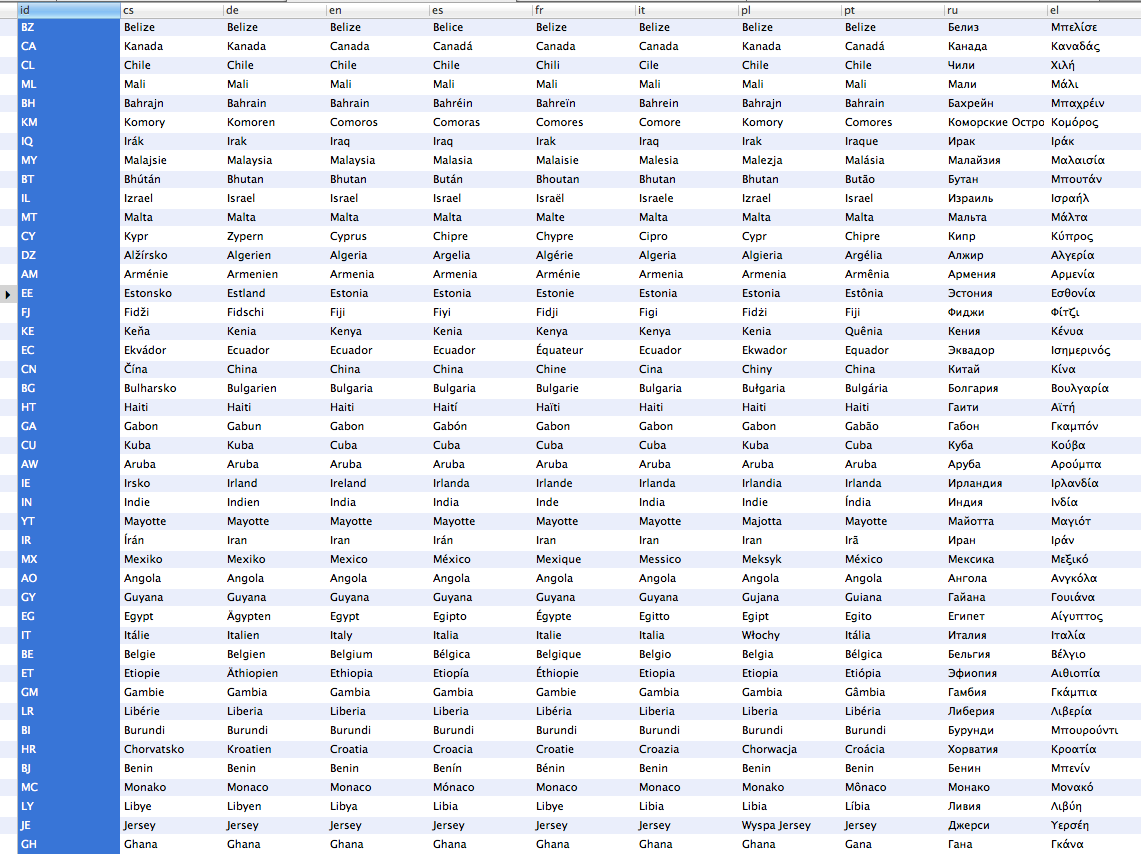 id cs de en es fr it pl pt ru el
BZ Belize Belize Belize Belice Belize Belize Belize Belize Белиз Μπελίσε
CA Kanada Kanada Canada Canadá Canada Canada Kanada Canadá Канада Καναδάς
CL Chile Chile Chile Chile Chili Cile Chile Chile Чили Χιλή
ML Mali Mali Mali Mali Mali Mali Mali Mali Мали Μάλι
BH Bahrajn Bahrain Bahrain Bahréin Bahreïn Bahrein Bahrajn Bahrain Бахрейн Μπαχρέιν
KM Komory Komoren Comoros Comoras Comores Comore Komory Comores Коморские Остро Κομόρος
IQ Irák Irak Iraq Iraq Irak Iraq Irak Iraque Ирак Ιράκ
MY Malajsie Malaysia Malaysia Malasia Malaisie Malesia Malezja Malásia Малайзия Μαλαισία
BT Bhútán Bhutan Bhutan Bután Bhoutan Bhutan Bhutan Butão Бутан Μπουτάν
IL Izrael Israel Israel Israel Israël Israele Izrael Israel Израиль Ισραήλ
MT Malta Malta Malta Malta Malte Malta Malta Malta Мальта Μάλτα
CY Kypr Zypern Cyprus Chipre Chypre Cipro Cypr Chipre Кипр Κύπρος
DZ Alžírsko Algerien Algeria Argelia Algérie Algeria Algieria Argélia Алжир Αλγερία
AM Arménie Armenien Armenia Armenia Arménie Armenia Armenia Armênia Армения Αρμενία
EE Estonsko Estland Estonia Estonia Estonie Estonia Estonia Estônia Эстония Εσθονία
FJ Fidži Fidschi Fiji Fiyi Fidji Figi Fidżi Fiji Фиджи Φίτζι
KE Keňa Kenia Kenya Kenia Kenya Kenya Kenia Quênia Кения Κένυα
EC Ekvádor Ecuador Ecuador Ecuador Équateur Ecuador Ekwador Equador Эквадор Ισημερινός
CN Čína China China China Chine Cina Chiny China Китай Κίνα
BG Bulharsko Bulgarien Bulgaria Bulgaria Bulgarie Bulgaria Bułgaria Bulgária Болгария Βουλγαρία
HT Haiti Haiti Haiti Haití Haïti Haiti Haiti Haiti Гаити Αϊτή
GA Gabon Gabun Gabon Gabón Gabon Gabon Gabon Gabão Габон Γκαμπόν
CU Kuba Kuba Cuba Cuba Cuba Cuba Kuba Cuba Куба Κούβα
AW Aruba Aruba Aruba Aruba Aruba Aruba Aruba Aruba Аруба Αρούμπα
IE Irsko Irland Ireland Irlanda Irlande Irlanda Irlandia Irlanda Ирландия Ιρλανδία
IN Indie Indien India India Inde India Indie Índia Индия Ινδία
YT Mayotte Mayotte Mayotte Mayotte Mayotte Mayotte Majotta Mayotte Майотта Μαγιότ
IR Írán Iran Iran Irán Iran Iran Iran Irã Иран Ιράν
MX Mexiko Mexiko Mexico México Mexique Messico Meksyk México Мексика Μεξικό
AO Angola Angola Angola Angola Angola Angola Angola Angola Ангола Ανγκόλα
GY Guyana Guyana Guyana Guyana Guyana Guyana Gujana Guiana Гайана Γουιάνα
EG Egypt Ägypten Egypt Egipto Égypte Egitto Egipt Egito Египет Αίγυπτος
IT Itálie Italien Italy Italia Italie Italia Włochy Itália Италия Ιταλία
BE Belgie Belgien Belgium Bélgica Belgique Belgio Belgia Bélgica Бельгия Βέλγιο
ET Etiopie Äthiopien Ethiopia Etiopía Éthiopie Etiopia Etiopia Etiópia Эфиопия Αιθιοπία
GM Gambie Gambia Gambia Gambia Gambie Gambia Gambia Gâmbia Гамбия Γκάμπια
LR Libérie Liberia Liberia Liberia Libéria Liberia Liberia Libéria Либерия Λιβερία
BI Burundi Burundi Burundi Burundi Burundi Burundi Burundi Burundi Бурунди Μπουρούντι
HR Chorvatsko Kroatien Croatia Croacia Croatie Croazia Chorwacja Croácia Хорватия Κροατία
BJ Benin Benin Benin Benín Bénin Benin Benin Benin Бенин Μπενίν
MC Monako Monaco Monaco Mónaco Monaco Monaco Monako Mônaco Монако Μονακό
LY Libye Libyen Libya Libia Libye Libia Libia Líbia Ливия Λιβύη
JE Jersey Jersey Jersey Jersey Jersey Jersey Wyspa Jersey Jersey Джерси Υερσέη
GH Ghana Ghana Ghana Ghana Ghana Ghana Ghana Gana Гана Γκάνα